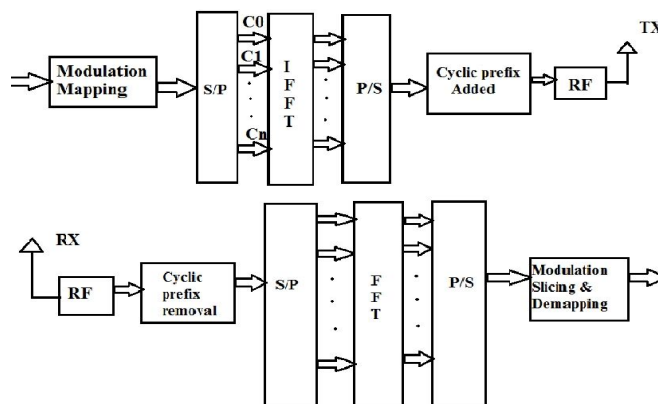 Modulation
Mapping
S/P
C0
C1
Cn
I
F
F
T
P/S
Cyclic prefix
Added
RF
TX
RX
RF
Cyclic
prefix
removal
S/P
F
F
T
P/S
Modulation
Slicing &
Demapping